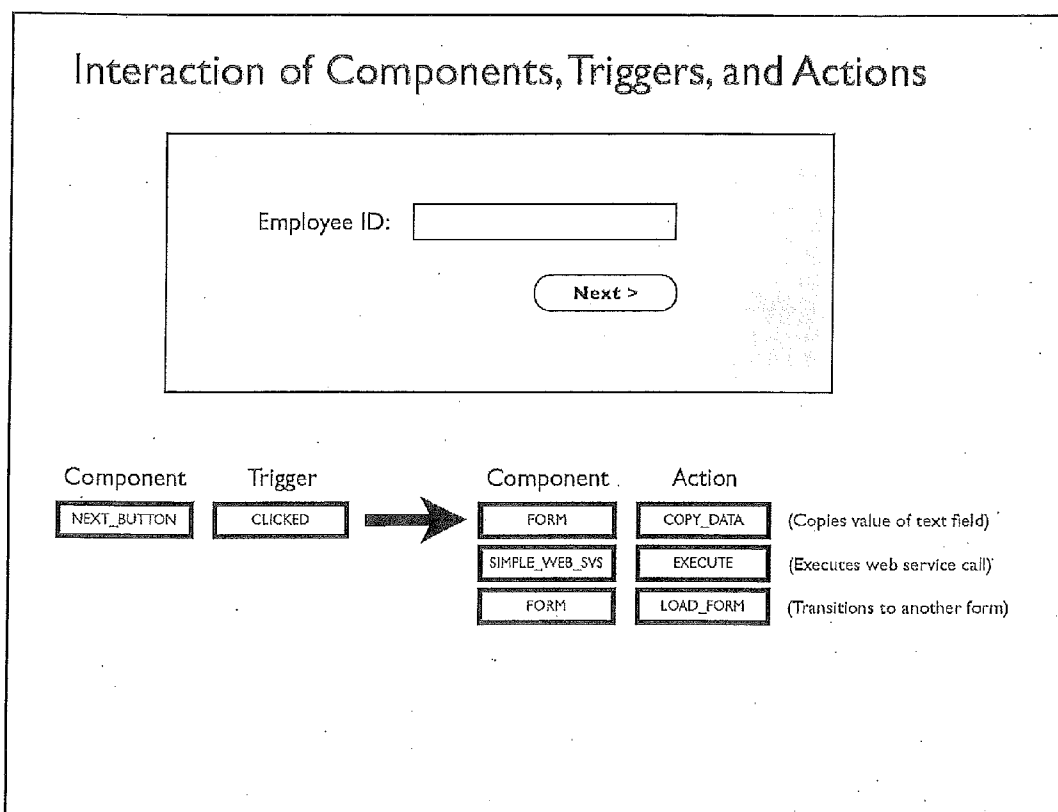 Interaction of Components, Triggers, and Actions
Employee ID:
Next >
Component Trigger Component Action
NEXT_BUTTON CLICKED FORM COPY_DATA (Copies value of text field)
SIMPLE_WEB_SVS EXECUTE (Executes web service call)
FORM LOAD_FORM (Transitions to another form)